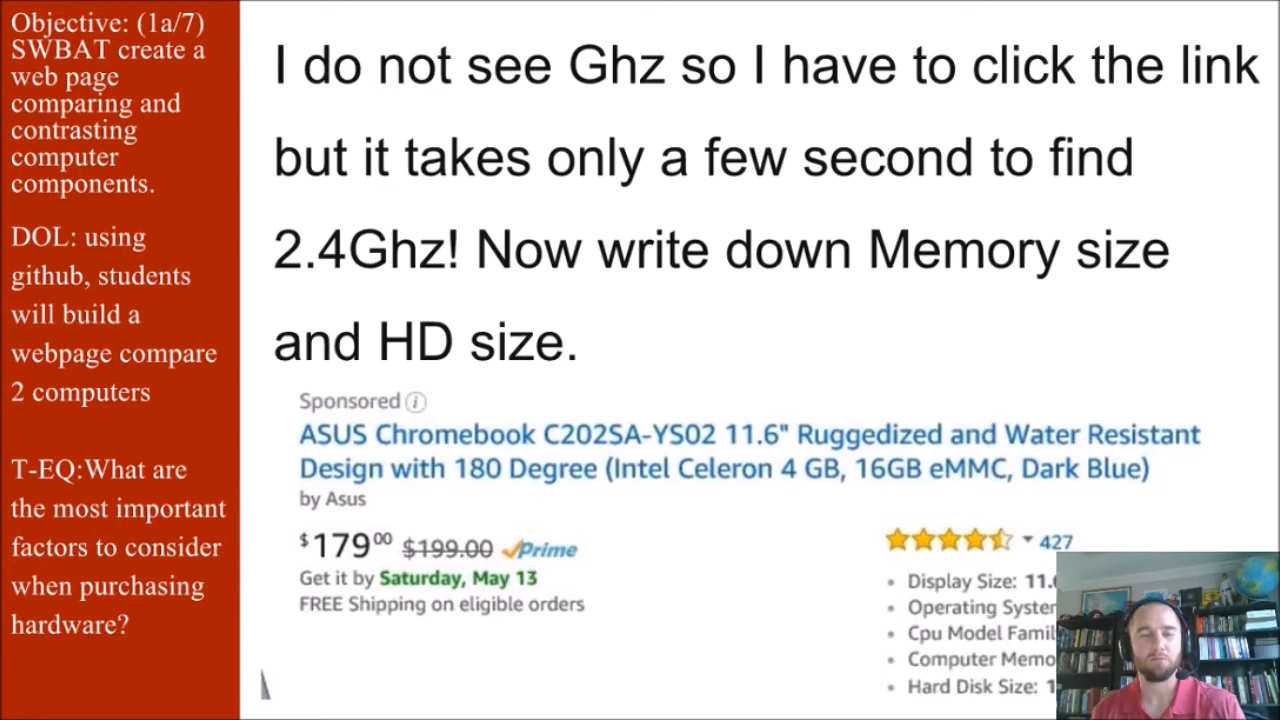 Objective: (1a/7)
SWBAT create a
web page
comparing and
contrasting
computer
components.
DOL: using
github, students
will build a
webpage compare
2 computers
T-EQ:What are
the most important
factors to consider
when purchasing
hardware?
I do not see Ghz so I have to click the link
but it takes only a few second to find
2.4Ghz! Now write down Memory size
and HD size.
Sponsored
ASUS Chromebook C202SA-YS02 11.6" Ruggedized and Water Resistant
Design with 180 Degree (Intel Celeron 4 GB, 16GB eMMC, Dark Blue)
by Asus
$17900 $199.00 Prime
Get it by Saturday, May 13
FREE Shipping on eligible orders
427
Display Size: 11.
Operating
Cpu Model
Computer
Hard Disk Size: